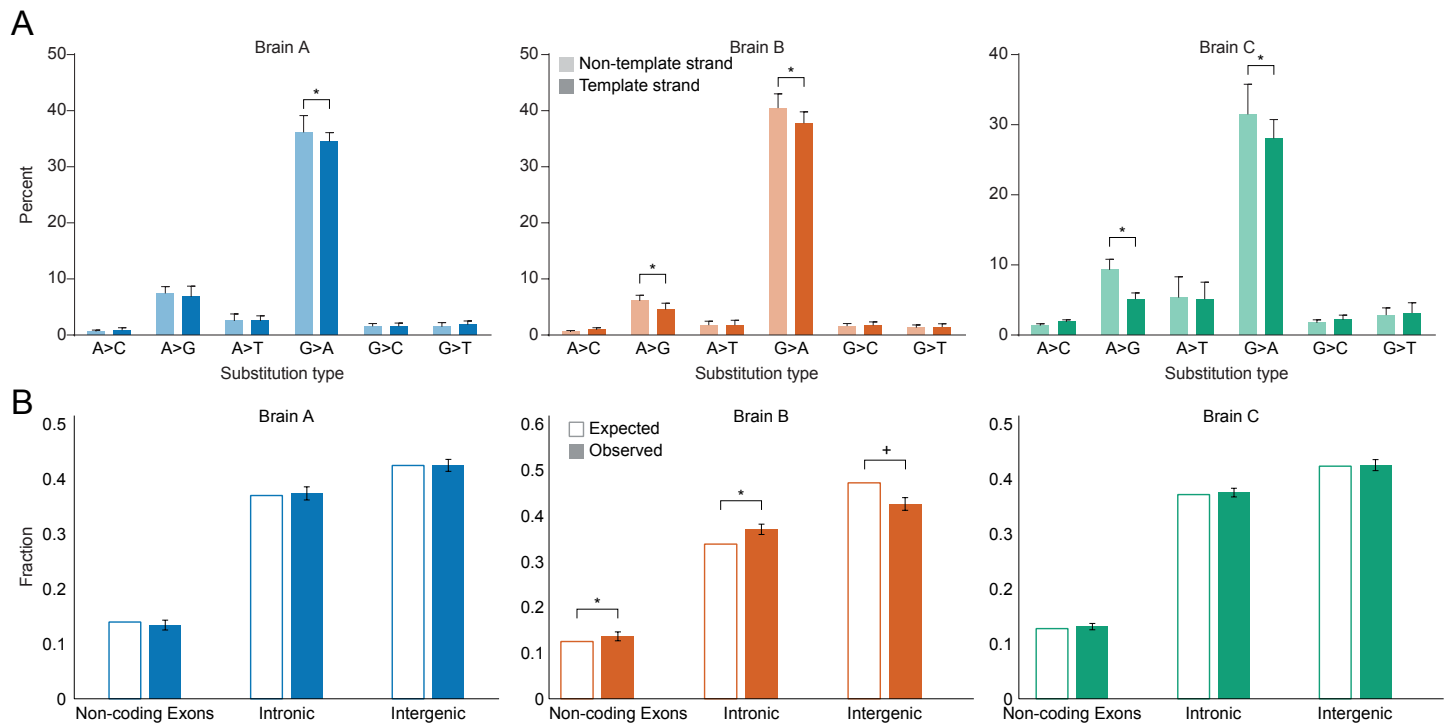 A
Brain A
Brain B
Brain C
Non-template strand
Template strand
50
40
30
20
10
0
Percent
*
A>C
A>G
A>T
G>A
G>C
G>T
Substitution type
50
40
30
20
10
0
*
*
A>C
A>G
A>T
G>A
G>C
G>T
Substitution type
40
30
20
10
0
*
*
A>C
A>G
A>T
G>A
G>C
G>T
Substitution type
B
Brain A
Brain B
Brain C
Expected
Observed
0.5
0.4
0.3
0.2
0.1
0
Fraction
Non-coding Exons
Intronic
Intergenic
0.6
0.5
0.4
0.3
0.2
0.1
0
*
*
+
Non-coding Exons
Intronic
Intergenic
0.5
0.4
0.3
0.2
0.1
0
Non-coding Exons
Intronic
Intergenic